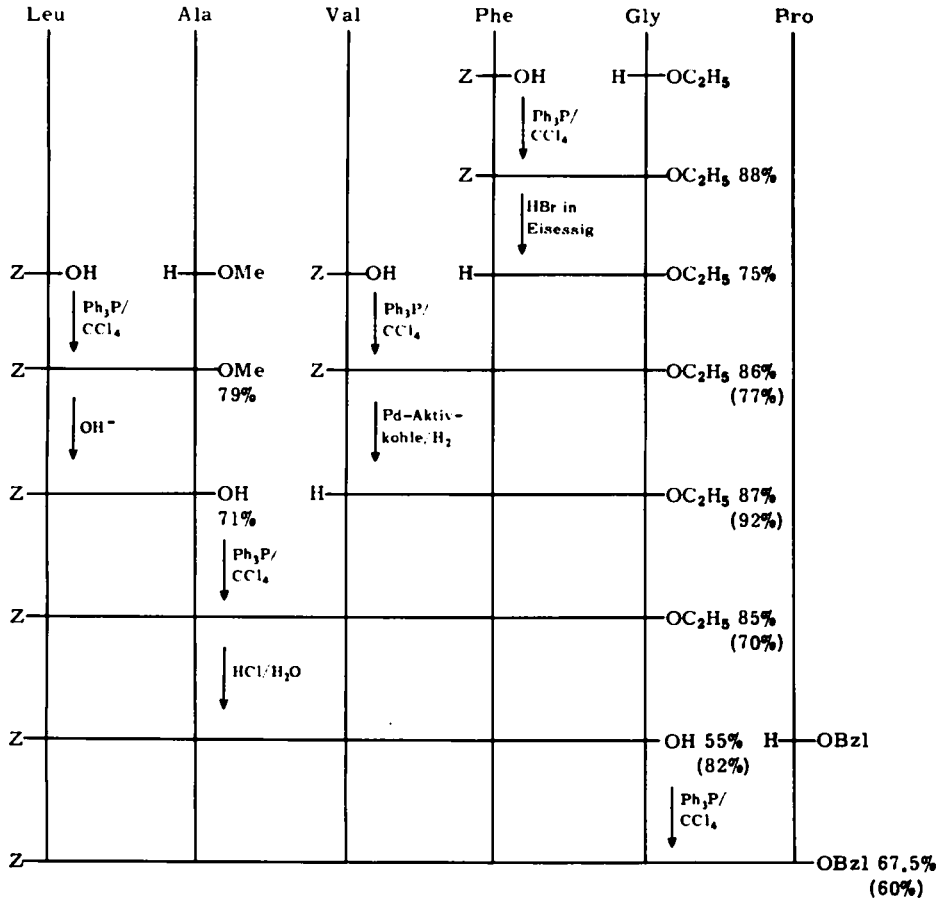 Leu Ala Val Phe Gly Pro
Z OH H OC₂H₅
Ph₃P/
CCl₄
Z OC₂H₅ 88%
HBr in
Eisessig
Z OH H OMe Z OH H OC₂H₅ 75%
Ph₃P/ Ph₃P/
CCl₄ CCl₄
Z OMe Z OC₂H₅ 86%
79% (77%)
OH⁻ Pd-Aktiv-
kohle/H₂
Z OH H OC₂H₅ 87%
71% (92%)
Ph₃P/
CCl₄
Z OC₂H₅ 85%
(70%)
HCl/H₂O
Z OH 55% H OBzl
(82%)
Ph₃P/
CCl₄
Z OBzl 67.5%
(60%)